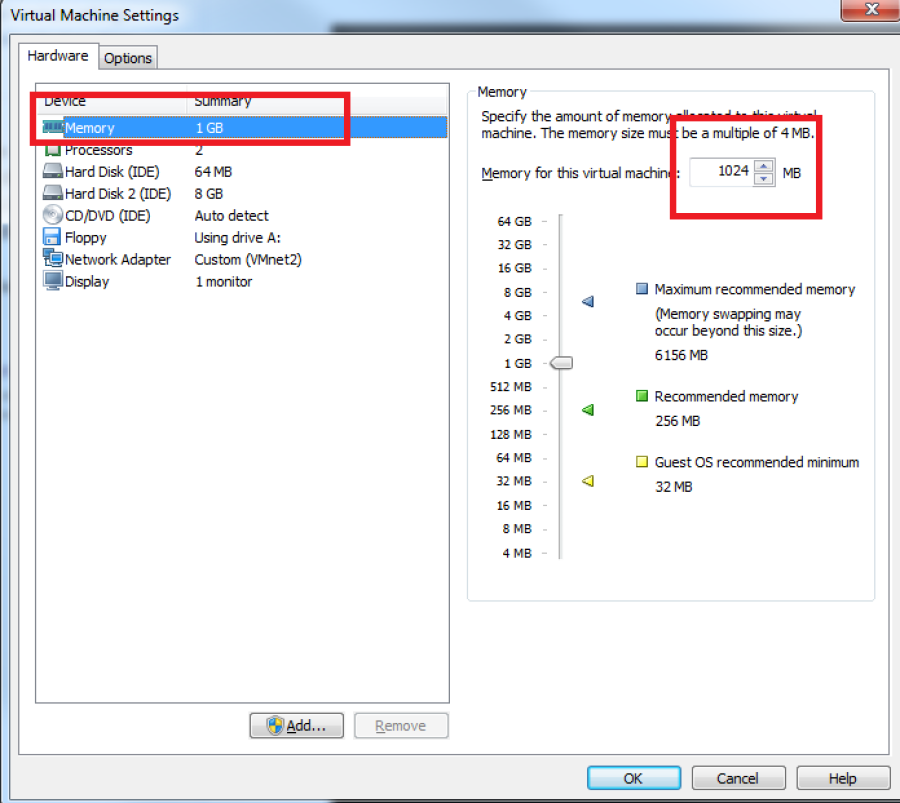 Virtual Machine Settings
Hardware
Options
Device Summary
Memory 1 GB
Processors 2
Hard Disk (IDE) 64 MB
Hard Disk 2 (IDE) 8 GB
CD/DVD (IDE) Auto detect
Floppy Using drive A:
Network Adapter Custom (VMnet2)
Display 1 monitor
Add...
Remove
Memory
Specify the amount of memory allocated to this virtual
machine. The memory size must be a multiple of 4 MB.
Memory for this virtual machine: 1024 MB
64 GB
32 GB
16 GB
8 GB
4 GB
2 GB
1 GB
512 MB
256 MB
128 MB
64 MB
32 MB
16 MB
8 MB
4 MB
Maximum recommended memory
(Memory swapping may
occur beyond this size.)
6156 MB
Recommended memory
256 MB
Guest OS recommended minimum
32 MB
OK
Cancel
Help